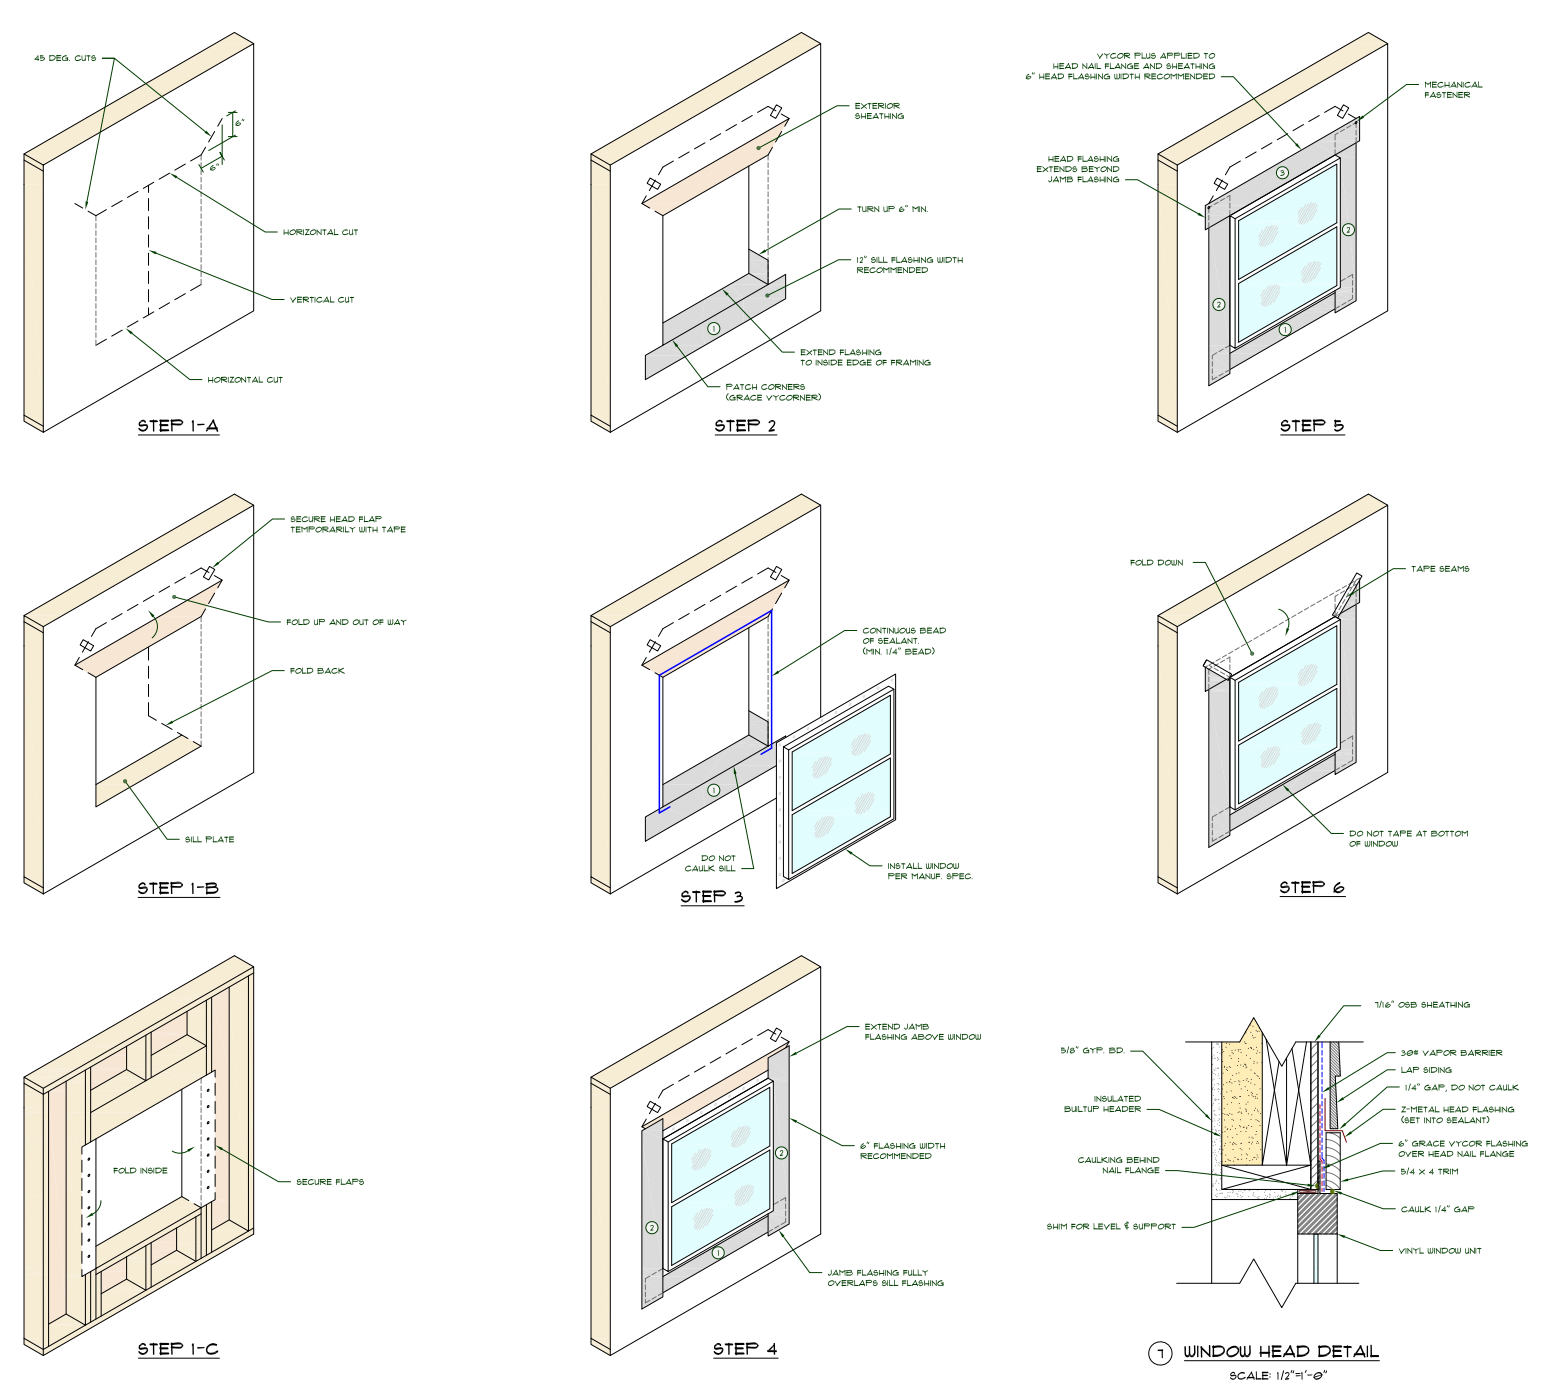 45 DEG. CUTS
6"
6"
HORIZONTAL CUT
VERTICAL CUT
HORIZONTAL CUT
STEP 1-A
EXTERIOR
SHEATHING
TURN UP 6" MIN.
12" SILL FLASHING WIDTH
RECOMMENDED
1
EXTEND FLASHING
TO INSIDE EDGE OF FRAMING
PATCH CORNERS
(GRACE VYCORNER)
STEP 2
VYCOR PLUS APPLIED TO
HEAD NAIL FLANGE AND SHEATHING
6" HEAD FLASHING WIDTH RECOMMENDED
MECHANICAL
FASTENER
HEAD FLASHING
EXTENDS BEYOND
JAMB FLASHING
3
2
2
1
STEP 5
SECURE HEAD FLAP
TEMPORARILY WITH TAPE
FOLD UP AND OUT OF WAY
FOLD BACK
SILL PLATE
STEP 1-B
CONTINUOUS BEAD
OF SEALANT.
(MIN. 1/4" BEAD)
1
DO NOT
CAULK SILL
INSTALL WINDOW
PER MANUF. SPEC.
STEP 3
FOLD DOWN
TAPE SEAMS
DO NOT TAPE AT BOTTOM
OF WINDOW
STEP 6
FOLD INSIDE
SECURE FLAPS
STEP 1-C
EXTEND JAMB
FLASHING ABOVE WINDOW
6" FLASHING WIDTH
RECOMMENDED
2
2
1
JAMB FLASHING FULLY
OVERLAPS SILL FLASHING
STEP 4
7/16" OSB SHEATHING
5/8" GYP. BD.
30# VAPOR BARRIER
LAP SIDING
1/4" GAP, DO NOT CAULK
INSULATED
BUILTUP HEADER
Z-METAL HEAD FLASHING
(SET INTO SEALANT)
6" GRACE VYCOR FLASHING
OVER HEAD NAIL FLANGE
CAULKING BEHIND
NAIL FLANGE
5/4 X 4 TRIM
CAULK 1/4" GAP
SHIM FOR LEVEL & SUPPORT
VINYL WINDOW UNIT
7 WINDOW HEAD DETAIL
SCALE: 1/2"=1'-0"